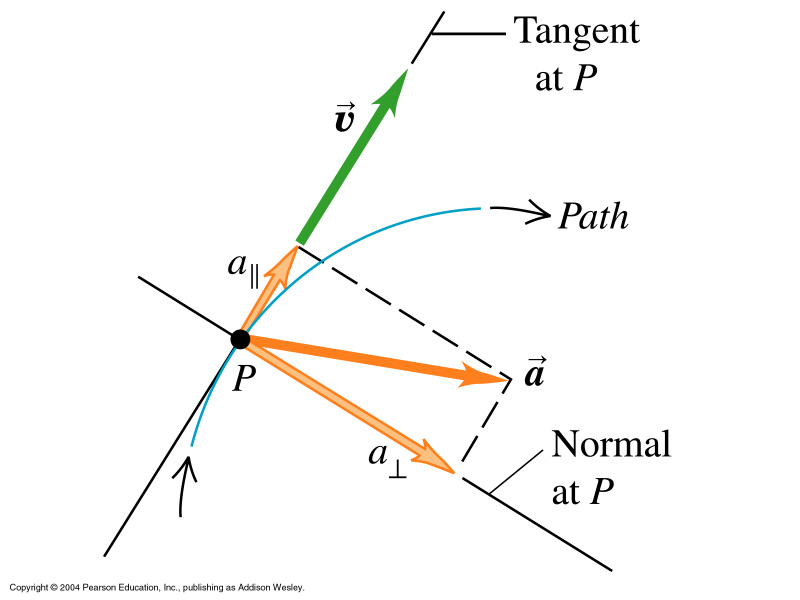 Tangent
at P
v
Path
a∥
P
a
a⊥
Normal
at P
Copyright © 2004 Pearson Education, Inc., publishing as Addison Wesley.